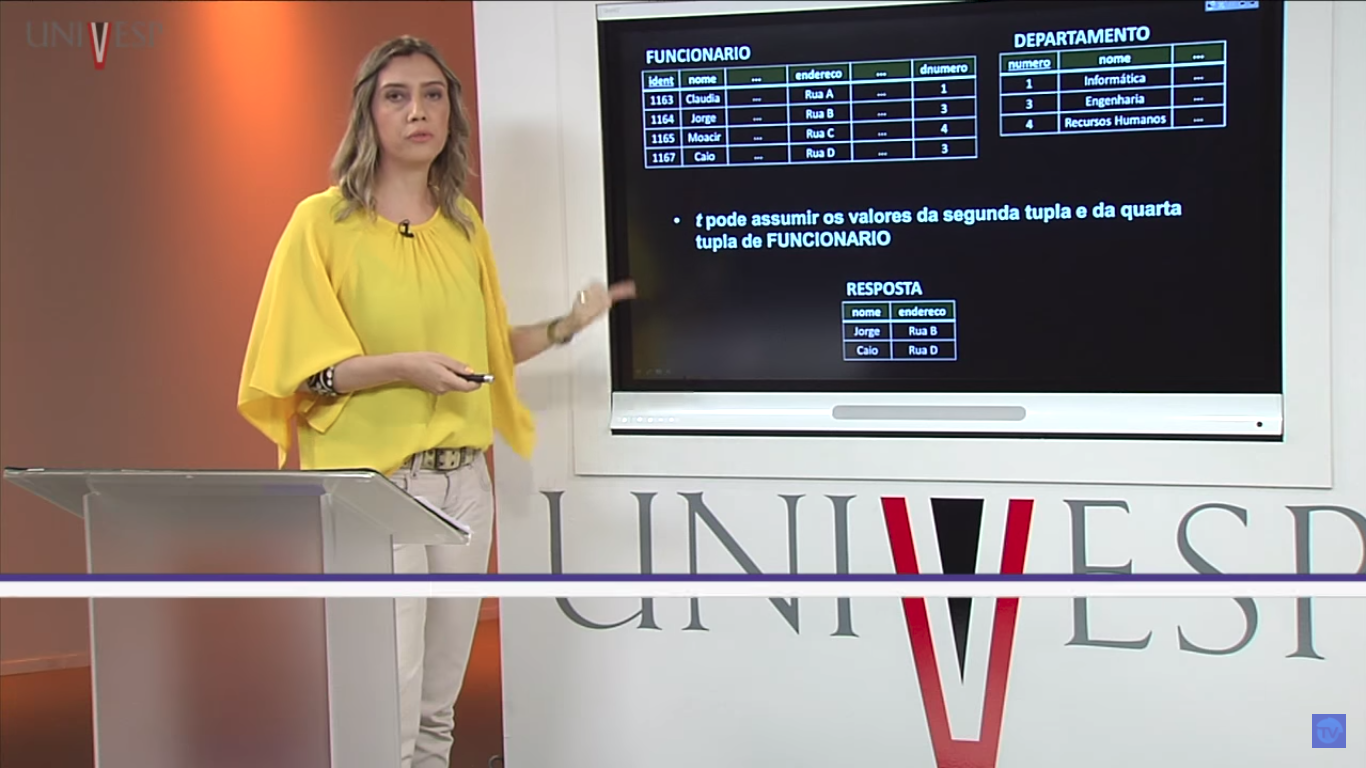 UNIVESP
FUNCIONARIO
ident nome ... endereco ... dnumero
1163 Claudia ... Rua A ... 1
1164 Jorge ... Rua B ... 3
1165 Moacir ... Rua C ... 4
1167 Caio ... Rua D ... 3
DEPARTAMENTO
numero nome ...
1 Informática ...
3 Engenharia ...
4 Recursos Humanos ...
• t pode assumir os valores da segunda tupla e da quarta
tupla de FUNCIONARIO
RESPOSTA
nome endereco
Jorge Rua B
Caio Rua D
UNIVESP
TV